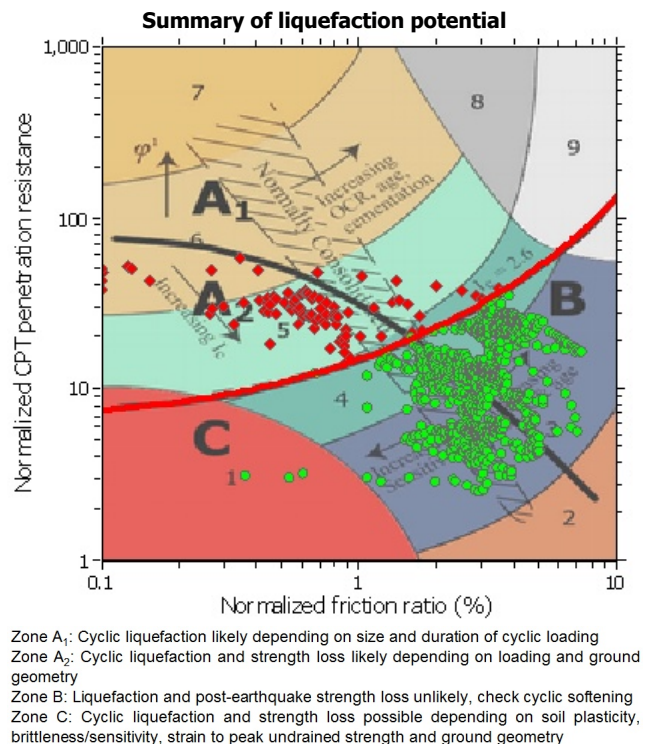 Summary of liquefaction potential
1,000
7
8
9
φ'
A1
Increasing
OCR, age,
cementation
Normally Consolidated
100
6
Ic = 2.6
A2
B
Increasing Ic
5
Normalized CPT penetration resistance
10
4
3
C
1
2
1
0.1
1
10
Normalized friction ratio (%)
Zone A1: Cyclic liquefaction likely depending on size and duration of cyclic loading
Zone A2: Cyclic liquefaction and strength loss likely depending on loading and ground
geometry
Zone B: Liquefaction and post-earthquake strength loss unlikely, check cyclic softening
Zone C: Cyclic liquefaction and strength loss possible depending on soil plasticity,
brittleness/sensitivity, strain to peak undrained strength and ground geometry